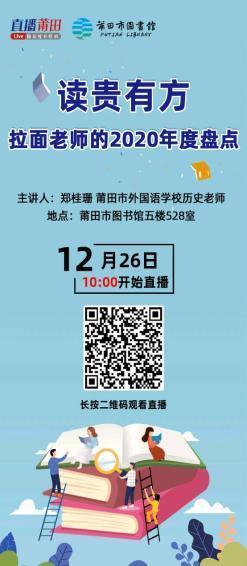 直播莆田
Live
莆田市图书馆
PUTIAN LIBRARY
读贵有方
拉面老师的2020年度盘点
主讲人：郑桂珊 莆田市外国语学校历史老师
地点：莆田市图书馆五楼528室
12月26日
10:00开始直播
长按二维码观看直播